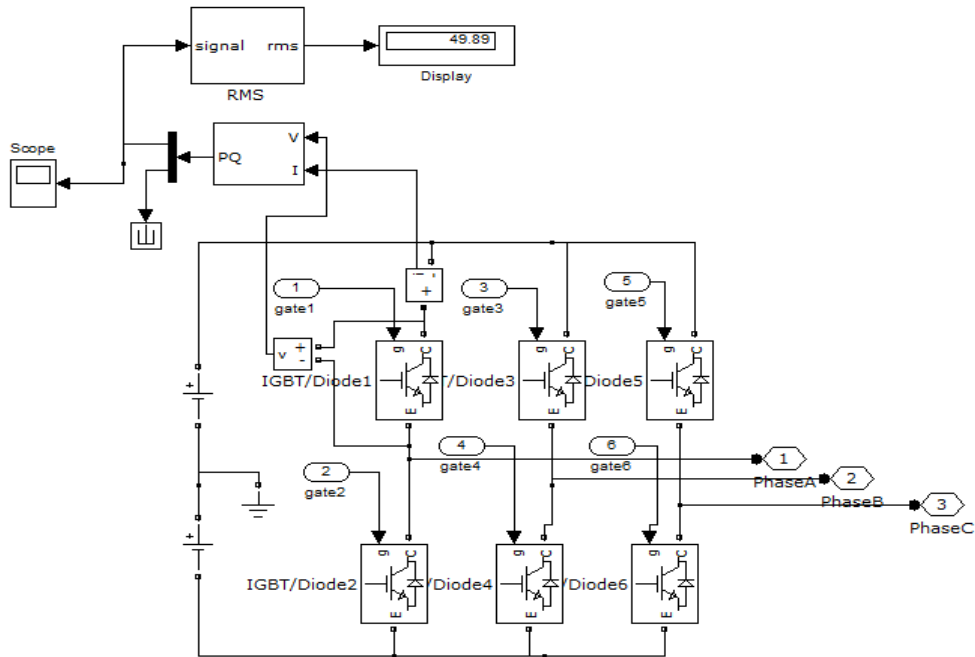 signal rms
49.89
Display
RMS
Scope
V
PQ
I
i
+
-
1
gate1
3
gate3
5
gate5
v
+
-
g C
g C
g C
IGBT/Diode1
/Diode3
Diode5
E
E
E
+
2
gate2
4
gate4
6
gate6
1
PhaseA
2
PhaseB
3
PhaseC
+
g C
g C
g C
IGBT/Diode2
/Diode4
/Diode6
E
E
E